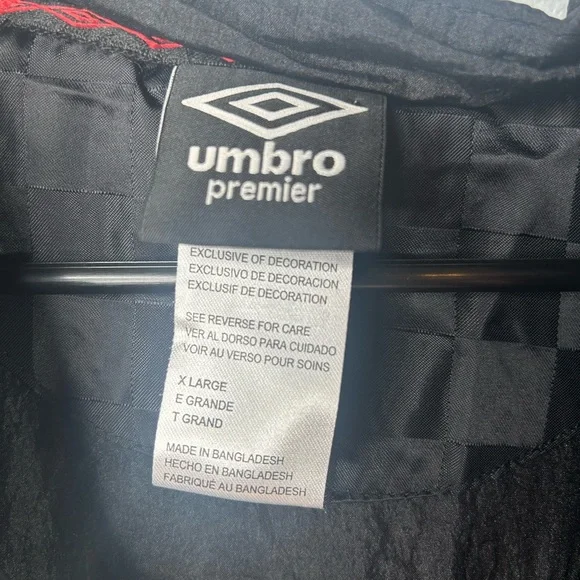 umbro
premier
EXCLUSIVE OF DECORATION
EXCLUSIVO DE DECORACION
EXCLUSIF DE DECORATION
SEE REVERSE FOR CARE
VER AL DORSO PARA CUIDADO
VOIR AU VERSO POUR SOINS
X LARGE
E GRANDE
T GRAND
MADE IN BANGLADESH
HECHO EN BANGLADESH
FABRIQUÉ AU BANGLADESH